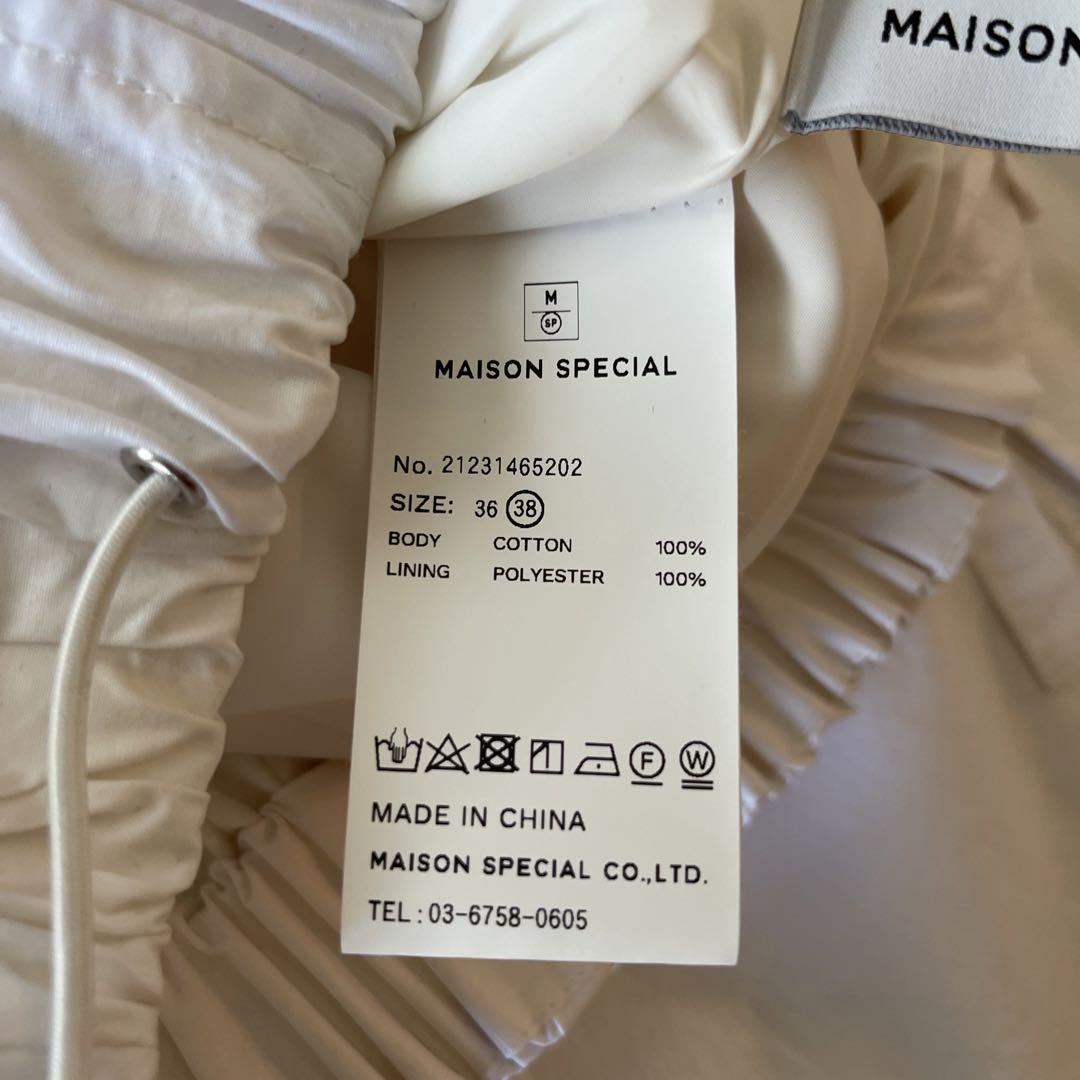 MAISON
M
SP
MAISON SPECIAL
No. 21231465202
SIZE: 36 38
BODY COTTON 100%
LINING POLYESTER 100%
F W
MADE IN CHINA
MAISON SPECIAL CO.,LTD.
TEL : 03-6758-0605